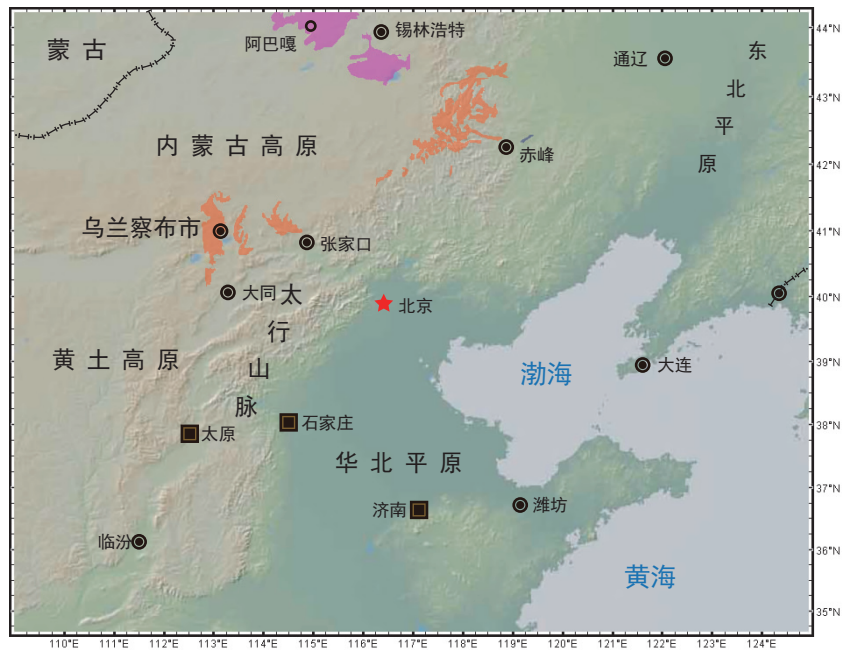 蒙古
阿巴嘎
锡林浩特
通辽
东北平原
内蒙古高原
赤峰
乌兰察布市
张家口
大同
太行山脉
北京
黄土高原
渤海
大连
太原
石家庄
华北平原
济南
潍坊
临汾
黄海
44°N
43°N
42°N
41°N
40°N
39°N
38°N
37°N
36°N
35°N
110°E
111°E
112°E
113°E
114°E
115°E
116°E
117°E
118°E
119°E
120°E
121°E
122°E
123°E
124°E